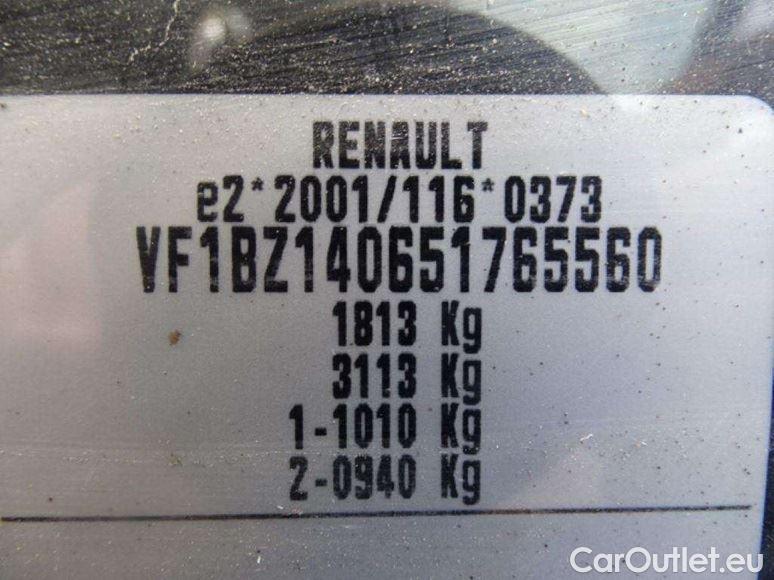 RENAULT
e2*2001/116*0373
VF1BZ140651765560
1813 Kg
3113 Kg
1-1010 Kg
2-0940 Kg
CarOutlet.eu